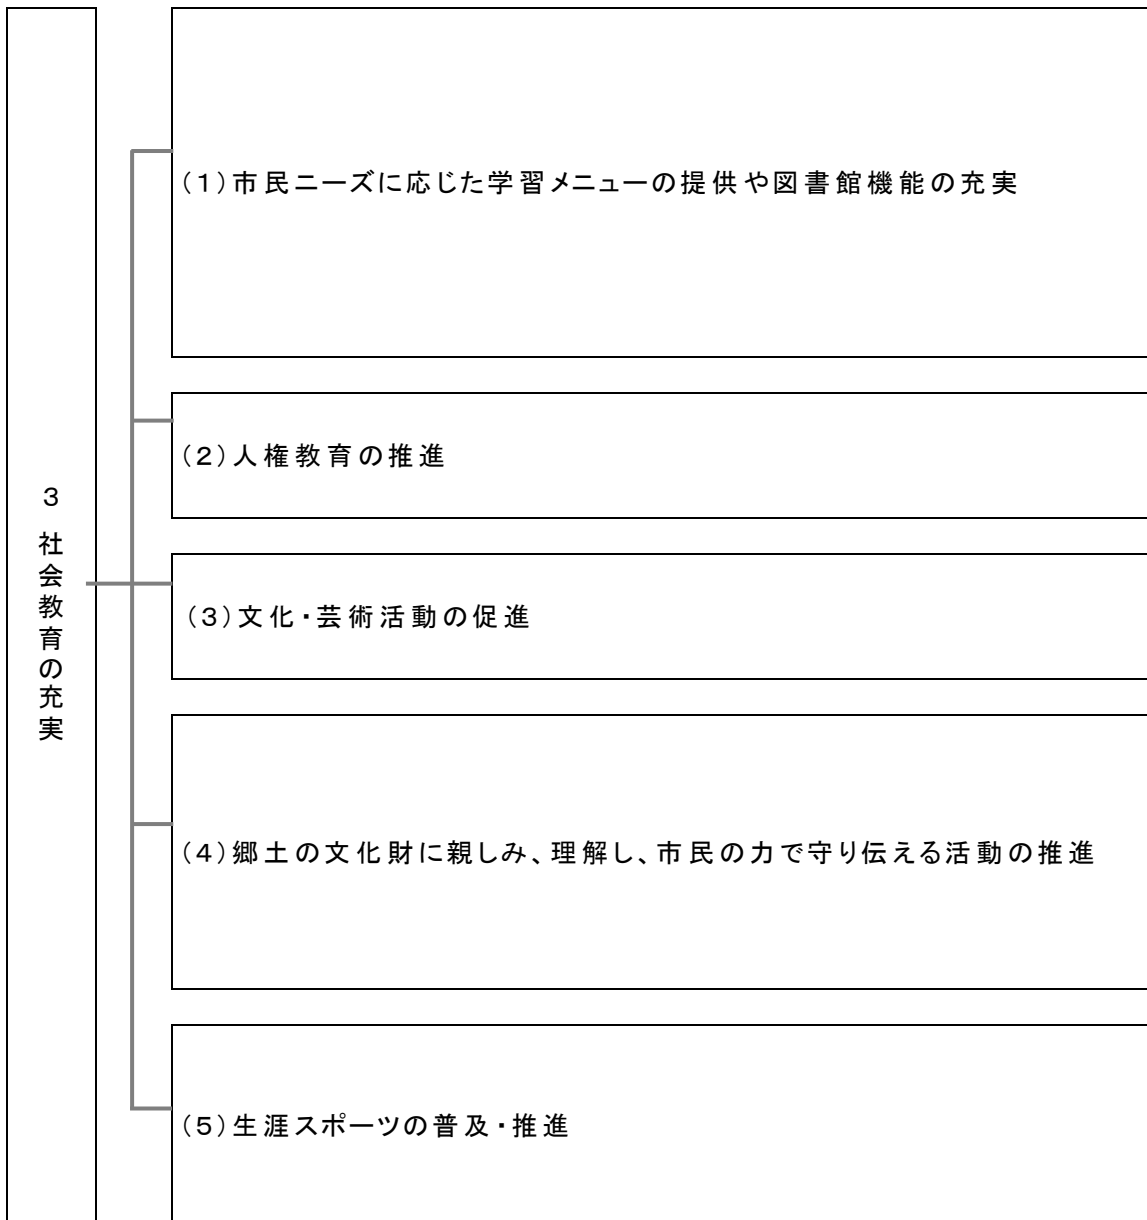 3 社会教育の充実
(1)市民ニーズに応じた学習メニューの提供や図書館機能の充実
(2)人権教育の推進
(3)文化・芸術活動の促進
(4)郷土の文化財に親しみ、理解し、市民の力で守り伝える活動の推進
(5)生涯スポーツの普及・推進